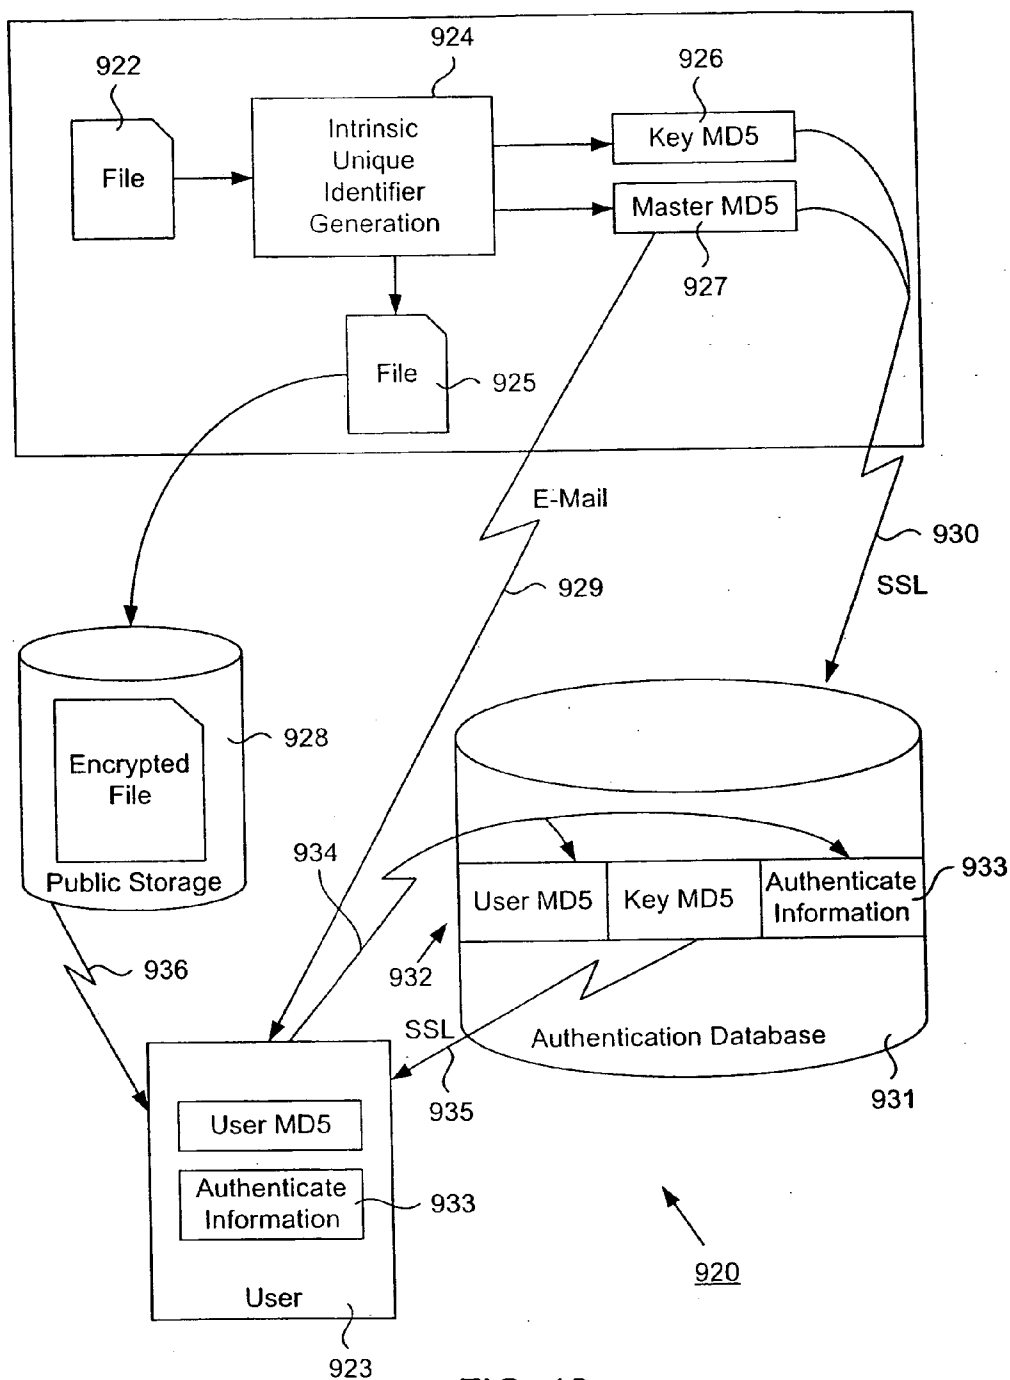 924
922
926
Intrinsic
Unique
Identifier
Generation
Key MD5
File
Master MD5
927
File
925
E-Mail
930
929
SSL
928
Encrypted
File
934
933
Public Storage
User MD5
Key MD5
Authenticate
Information
932
936
SSL
Authentication Database
935
931
User MD5
Authenticate
Information
933
920
User
923